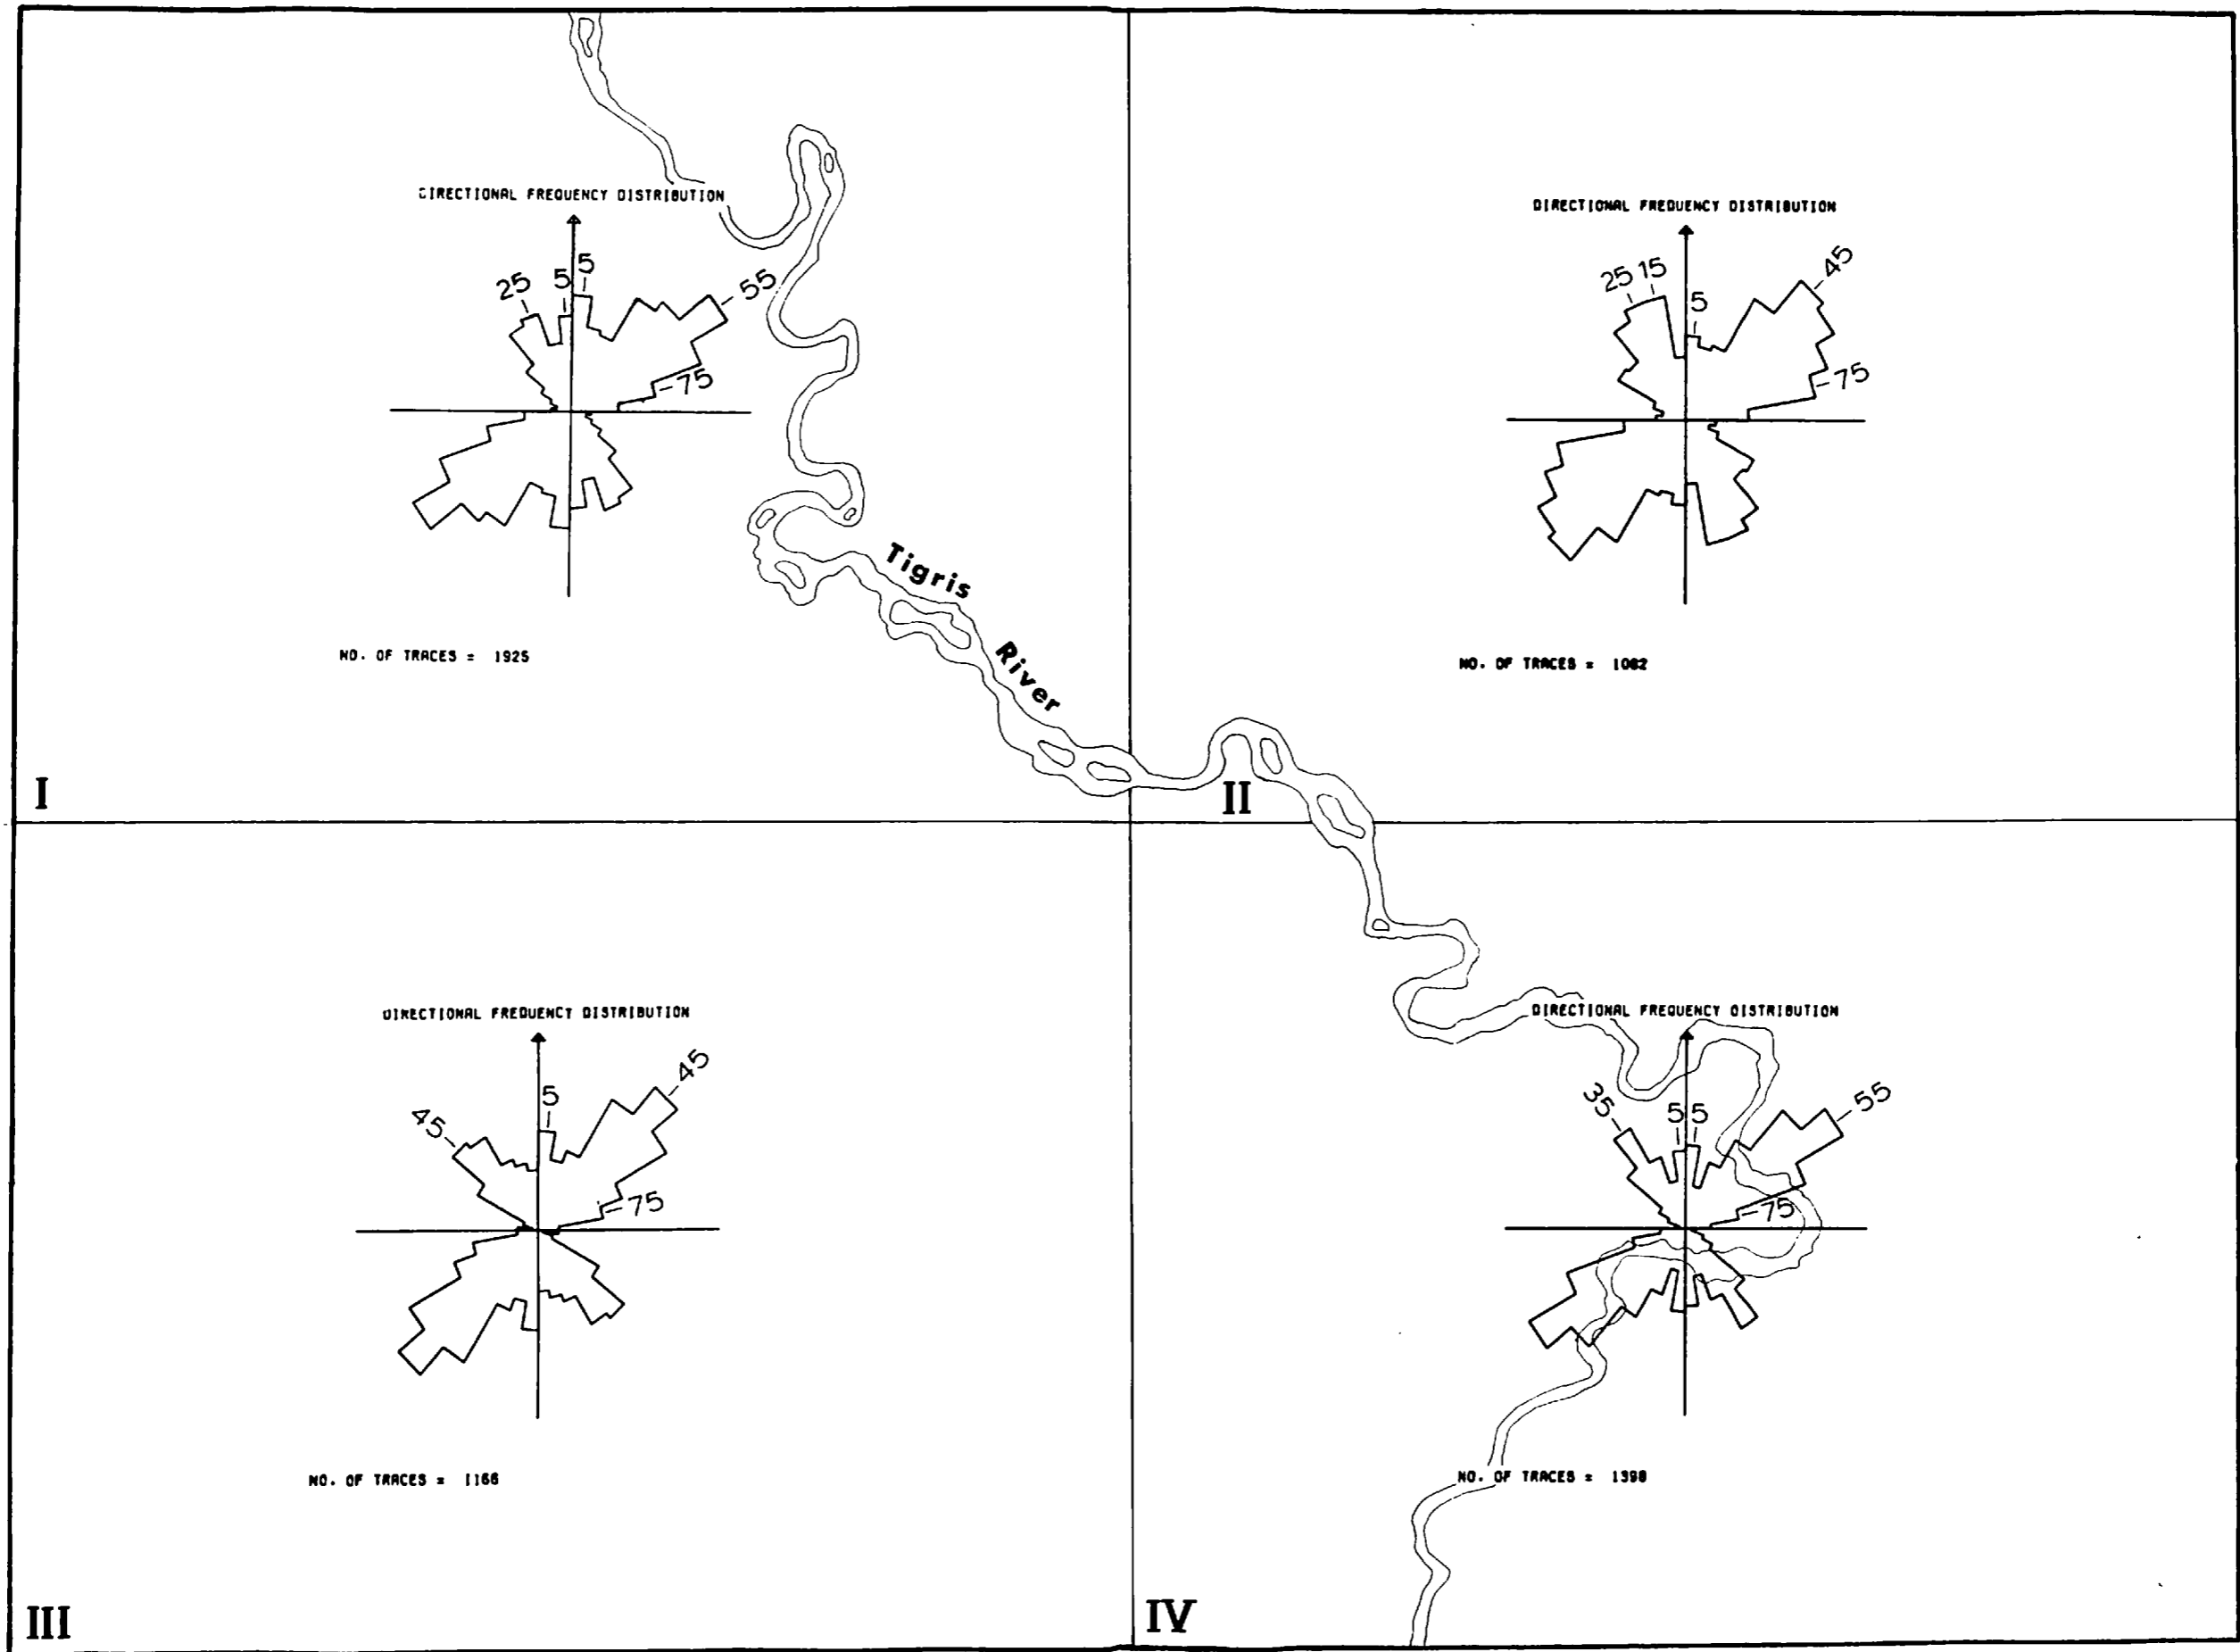 DIRECTIONAL FREQUENCY DISTRIBUTION
25 5 5 55
75
NO. OF TRACES = 1925
I
Tigris
River
DIRECTIONAL FREQUENCY DISTRIBUTION
25 15 5 45
75
NO. OF TRACES = 1082
II
DIRECTIONAL FREQUENCY DISTRIBUTION
45 5 45
75
NO. OF TRACES = 1166
III
DIRECTIONAL FREQUENCY DISTRIBUTION
35 5 5 55
75
NO. OF TRACES = 1398
IV